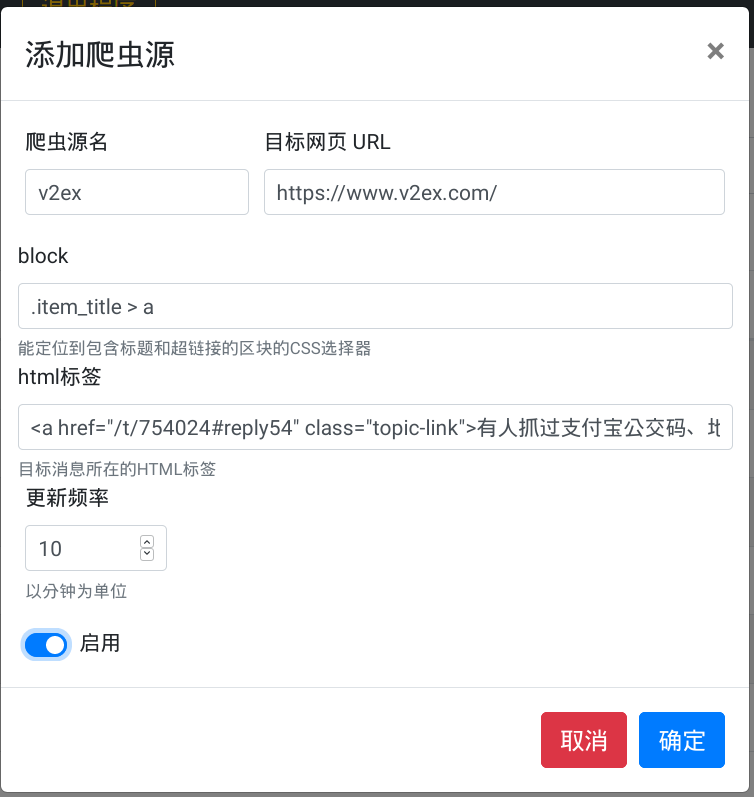 退出程序
添加爬虫源 ×
爬虫源名 目标网页 URL
v2ex https://www.v2ex.com/
block
.item_title > a
能定位到包含标题和超链接的区块的CSS选择器
html标签
<a href="/t/754024#reply54" class="topic-link">有人抓过支付宝公交码、地
目标消息所在的HTML标签
更新频率
10
以分钟为单位
启用
取消 确定